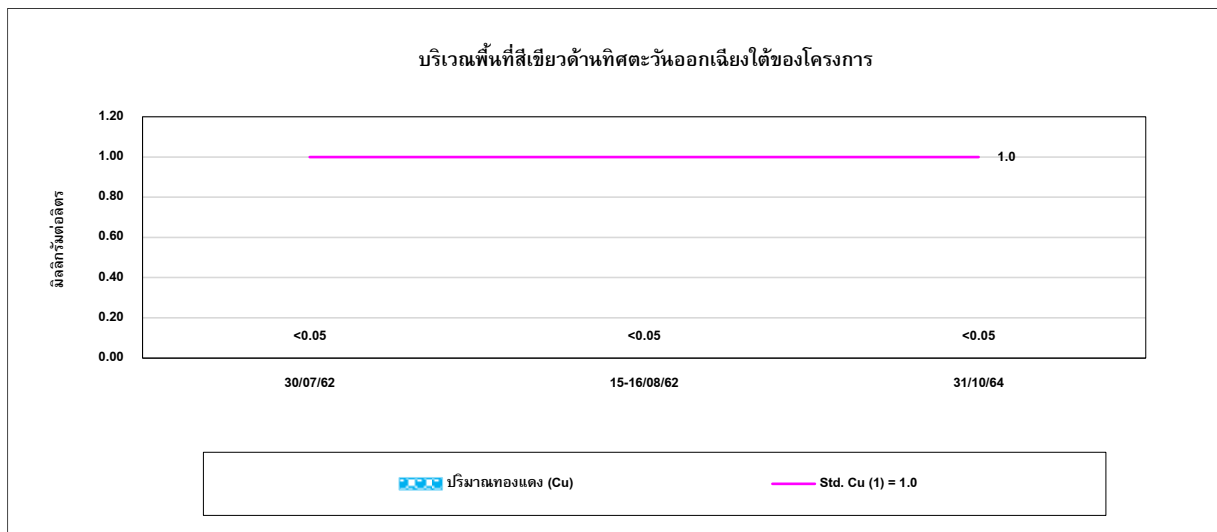 บริเวณพื้นที่สีเขียวด้านทิศตะวันออกเฉียงใต้ของโครงการ
มิลลิกรัมต่อลิตร
1.20
1.00
0.80
0.60
0.40
0.20
0.00
1.0
<0.05 <0.05 <0.05
30/07/62 15-16/08/62 31/10/64
ปริมาณทองแดง (Cu) Std. Cu (1) = 1.0